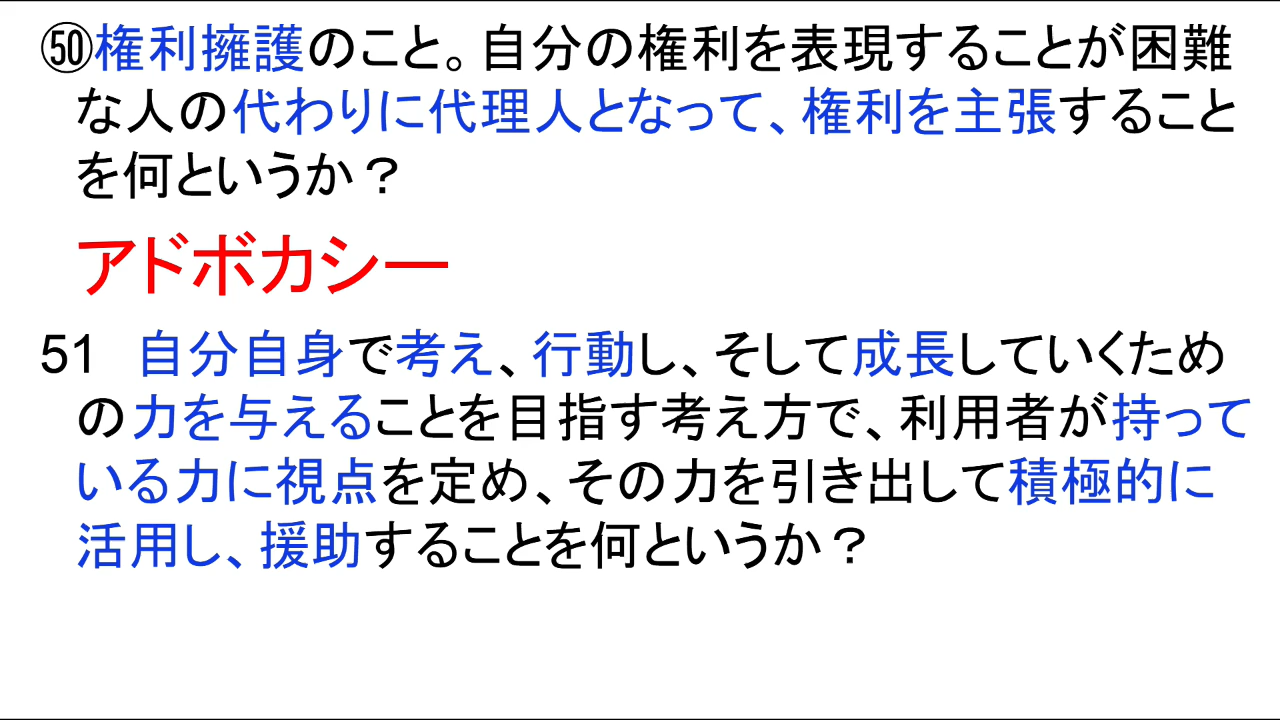 ㊿権利擁護のこと。自分の権利を表現することが困難
な人の代わりに代理人となって、権利を主張すること
を何というか？
アドボカシー
51　自分自身で考え、行動し、そして成長していくため
の力を与えることを目指す考え方で、利用者が持って
いる力に視点を定め、その力を引き出して積極的に
活用し、援助することを何というか？